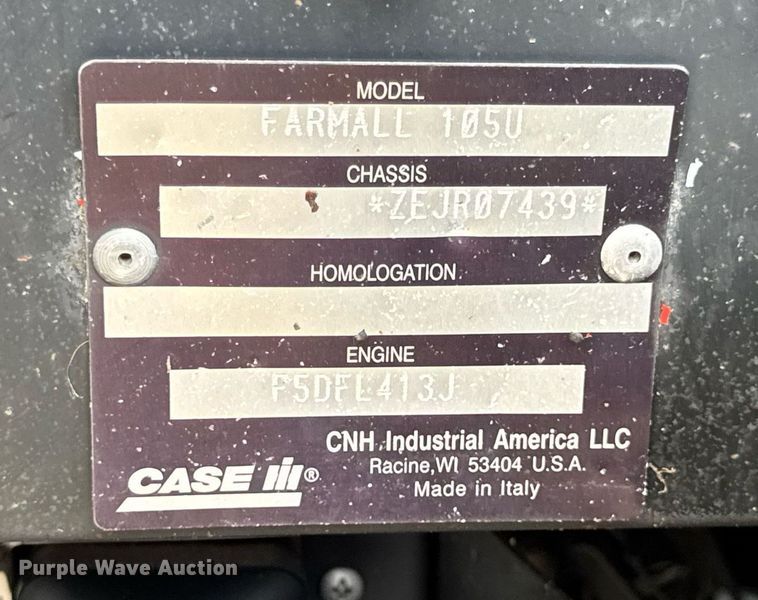 MODEL
FARMALL 105U
CHASSIS
*ZEJR07439*
HOMOLOGATION
ENGINE
F5DFL413J
CNH Industrial America LLC
Racine,WI 53404 U.S.A.
CASE IH®
Made in Italy
Purple Wave Auction